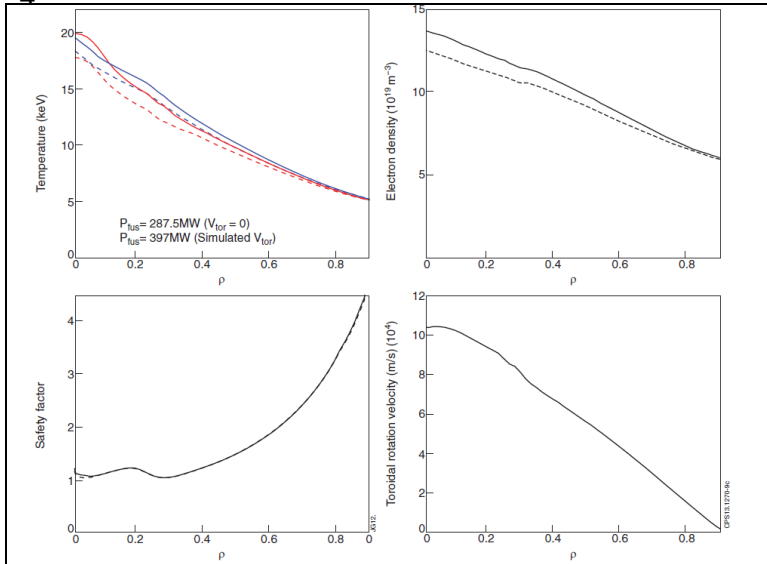 4
20
15
10
5
0
Temperature (keV)
P_fus= 287.5MW (V_tor = 0)
P_fus= 397MW (Simulated V_tor)
0 0.2 0.4 0.6 0.8
ρ
15
10
5
Electron density (10^19 m^-3)
0 0.2 0.4 0.6 0.8
ρ
4
3
2
1
0
Safety factor
0 0.2 0.4 0.6 0.8 0
ρ
JG12.
12
10
8
6
4
2
0
Toroidal rotation velocity (m/s) (10^4)
0 0.2 0.4 0.6 0.8
ρ
CPS13.1270-9c